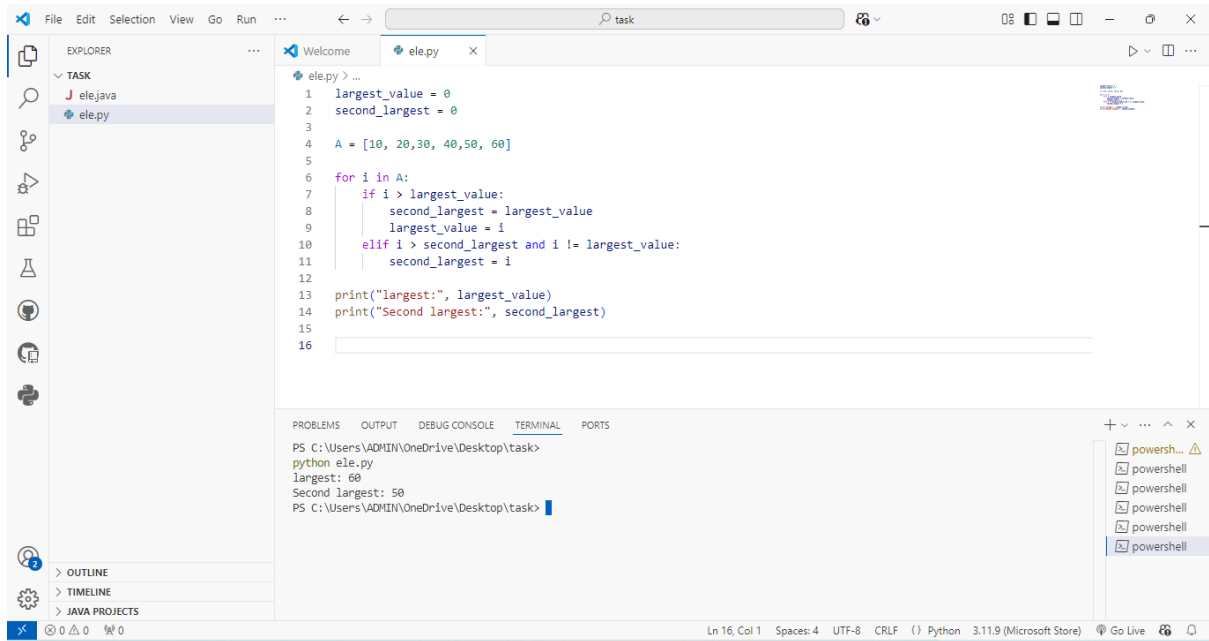 File Edit Selection View Go Run ··· task
EXPLORER ···
TASK
J ele.java
ele.py
OUTLINE
TIMELINE
JAVA PROJECTS
Welcome ele.py
ele.py > ...
1 largest_value = 0
2 second_largest = 0
3
4 A = [10, 20,30, 40,50, 60]
5
6 for i in A:
7     if i > largest_value:
8         second_largest = largest_value
9         largest_value = i
10     elif i > second_largest and i != largest_value:
11         second_largest = i
12
13 print("largest:", largest_value)
14 print("Second largest:", second_largest)
15
16
PROBLEMS OUTPUT DEBUG CONSOLE TERMINAL PORTS
PS C:\Users\ADMIN\OneDrive\Desktop\task>
python ele.py
largest: 60
Second largest: 50
PS C:\Users\ADMIN\OneDrive\Desktop\task>
powersh...
powershell
powershell
powershell
powershell
powershell
2
0 0 0 Ln 16, Col 1 Spaces: 4 UTF-8 CRLF {} Python 3.11.9 (Microsoft Store) Go Live